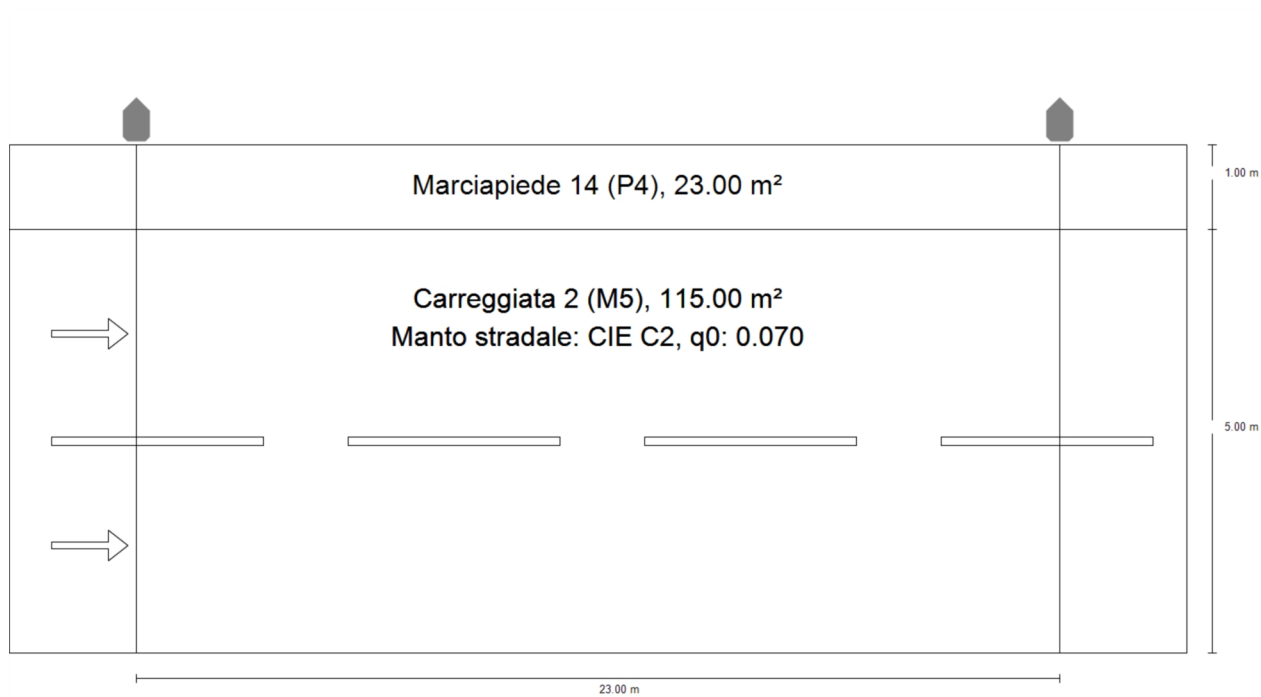 Marciapiede 14 (P4), 23.00 m²
1.00 m
Carreggiata 2 (M5), 115.00 m²
Manto stradale: CIE C2, q0: 0.070
5.00 m
23.00 m